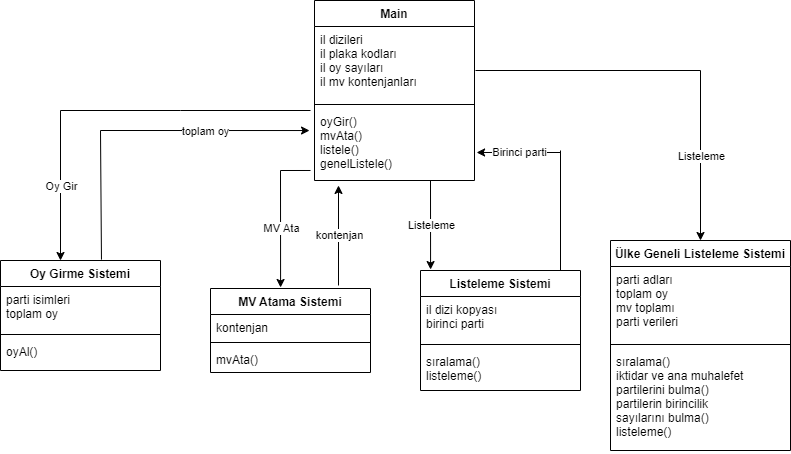 Main
il dizileri
il plaka kodları
il oy sayıları
il mv kontenjanları
oyGir()
mvAta()
listele()
genelListele()
toplam oy
Birinci parti
Listeleme
Oy Gir
MV Ata
kontenjan
Listeleme
Oy Girme Sistemi
parti isimleri
toplam oy
oyAl()
MV Atama Sistemi
kontenjan
mvAta()
Listeleme Sistemi
il dizi kopyası
birinci parti
sıralama()
listeleme()
Ülke Geneli Listeleme Sistemi
parti adları
toplam oy
mv toplamı
parti verileri
sıralama()
iktidar ve ana muhalefet
partilerini bulma()
partilerin birincilik
sayılarını bulma()
listeleme()